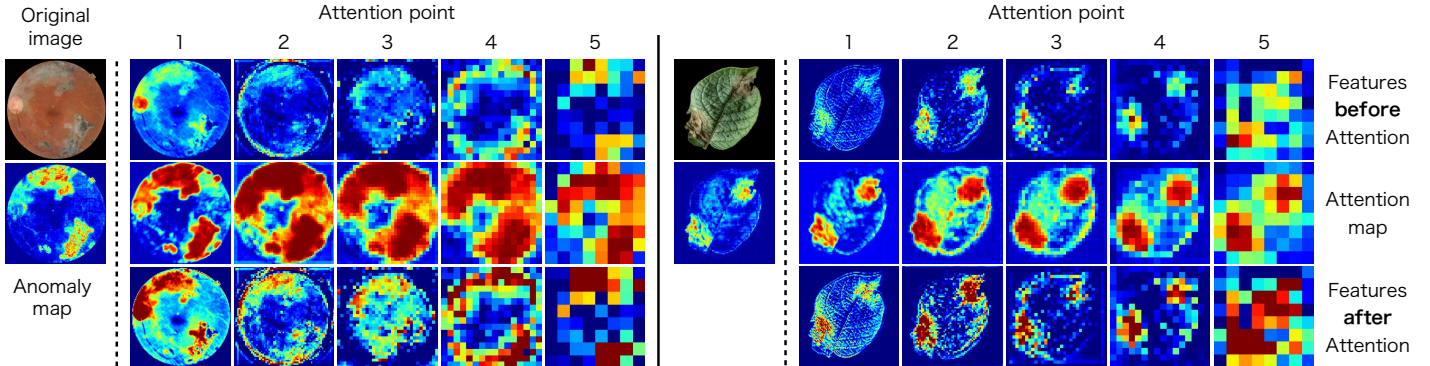 Original
image
Attention point
1 2 3 4 5
Anomaly
map
Attention point
1 2 3 4 5
Features
before
Attention
Attention
map
Features
after
Attention